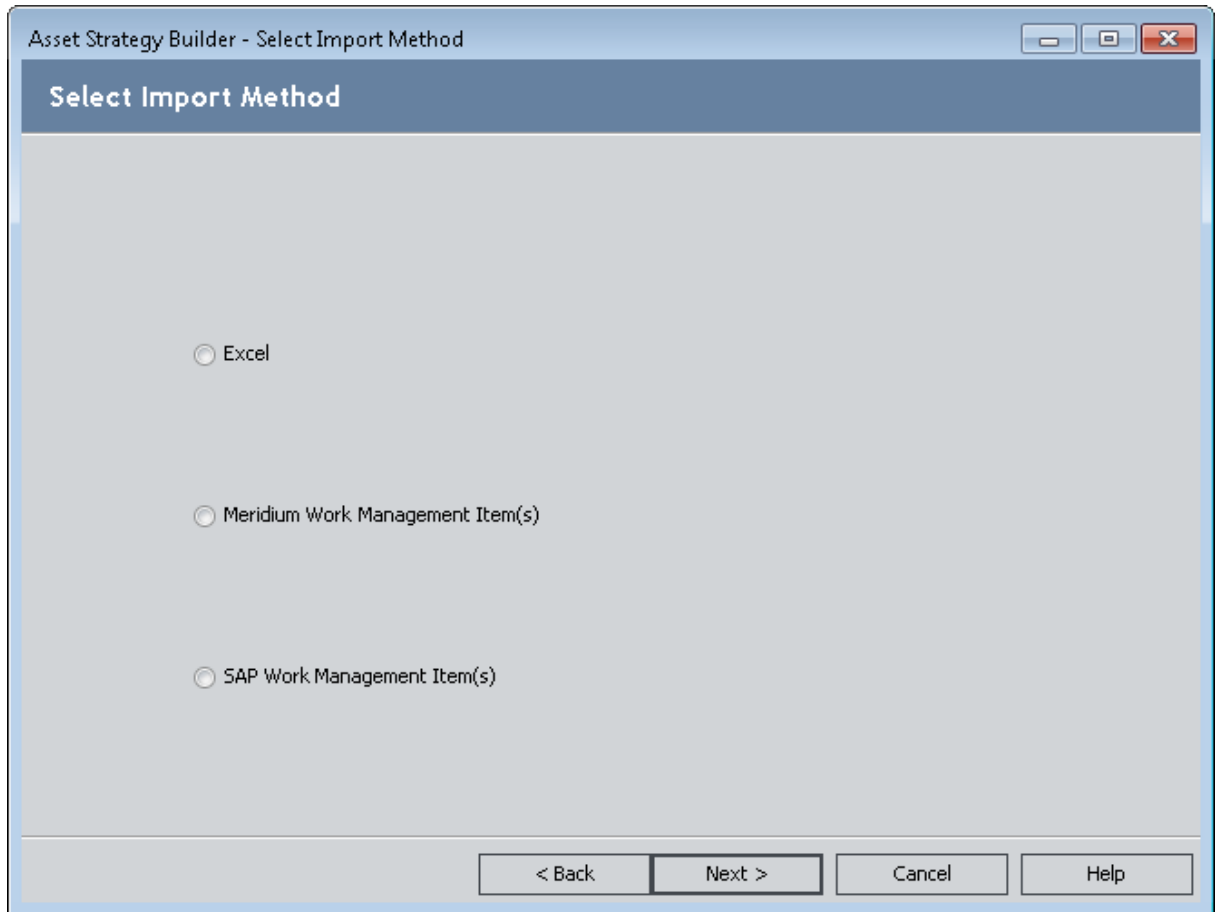 Asset Strategy Builder - Select Import Method
Select Import Method
Excel
Meridium Work Management Item(s)
SAP Work Management Item(s)
< Back Next > Cancel Help